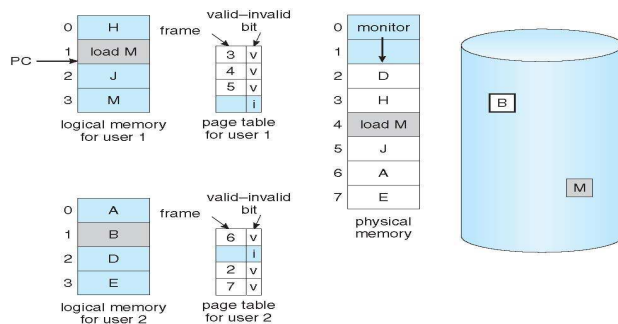 valid–invalid
bit
frame
0 H
1 load M
2 J
3 M
PC
3 v
4 v
5 v
i
logical memory
for user 1
page table
for user 1
valid–invalid
bit
frame
0 A
1 B
2 D
3 E
6 v
i
2 v
7 v
logical memory
for user 2
page table
for user 2
0 monitor
1
2 D
3 H
4 load M
5 J
6 A
7 E
physical
memory
B
M